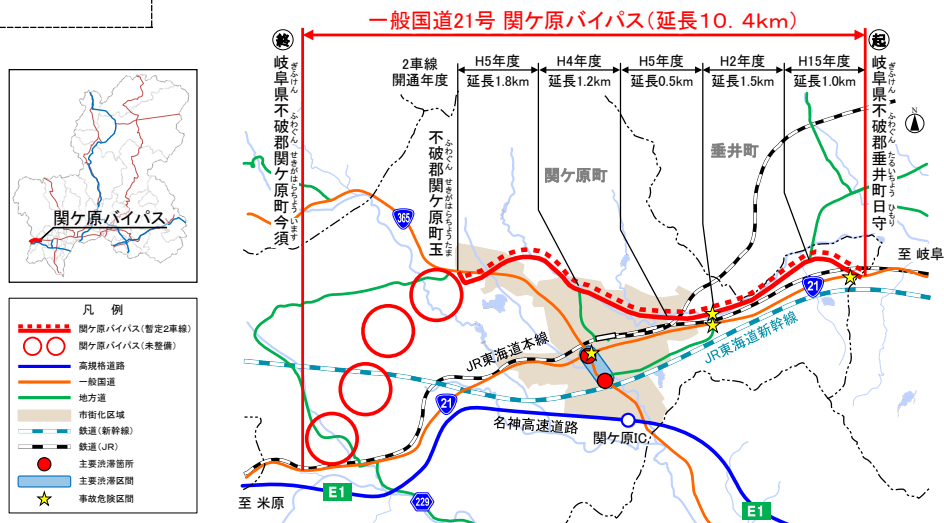 一般国道21号 関ケ原バイパス(延長10.4km)
終
起
2車線
開通年度
H5年度
延長1.8km
H4年度
延長1.2km
H5年度
延長0.5km
H2年度
延長1.5km
H15年度
延長1.0km
岐阜県不破郡関ケ原町今須
ぎふけん ふわぐん せきがはらちょういます
不破郡関ケ原町玉
ふわぐん せきがはらちょうたま
岐阜県不破郡垂井町日守
ぎふけん ふわぐん たるいちょう ひもり
N
関ケ原町
垂井町
関ケ原バイパス
365
至 岐阜
21
JR東海道本線
JR東海道新幹線
21
名神高速道路
関ケ原IC
至 米原
E1
229
E1
凡 例
関ケ原バイパス(暫定2車線)
関ケ原バイパス(未整備)
高規格道路
一般国道
地方道
市街化区域
鉄道(新幹線)
鉄道(JR)
主要渋滞箇所
主要渋滞区間
事故危険区間